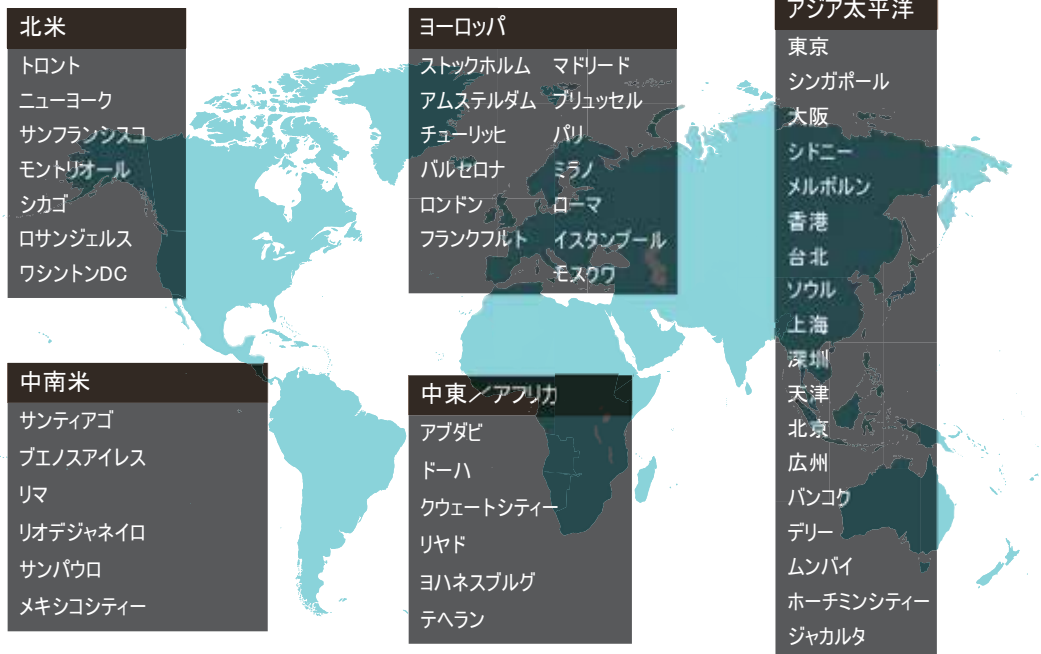 北米
トロント
ニューヨーク
サンフランシスコ
モントリオール
シカゴ
ロサンジェルス
ワシントンDC
ヨーロッパ
ストックホルム マドリード
アムステルダム ブリュッセル
チューリッヒ パリ
バルセロナ ミラノ
ロンドン ローマ
フランクフルト イスタンブール
モスクワ
アジア太平洋
東京
シンガポール
大阪
シドニー
メルボルン
香港
台北
ソウル
上海
深圳
天津
北京
広州
バンコク
デリー
ムンバイ
ホーチミンシティー
ジャカルタ
中南米
サンティアゴ
ブエノスアイレス
リマ
リオデジャネイロ
サンパウロ
メキシコシティー
中東／アフリカ
アブダビ
ドーハ
クウェートシティー
リヤド
ヨハネスブルグ
テヘラン